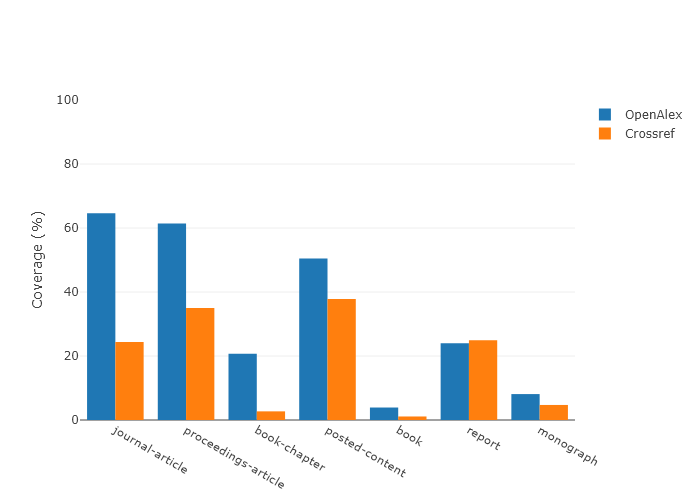 100
80
60
40
20
0
Coverage (%)
journal-article
proceedings-article
book-chapter
posted-content
book
report
monograph
OpenAlex
Crossref